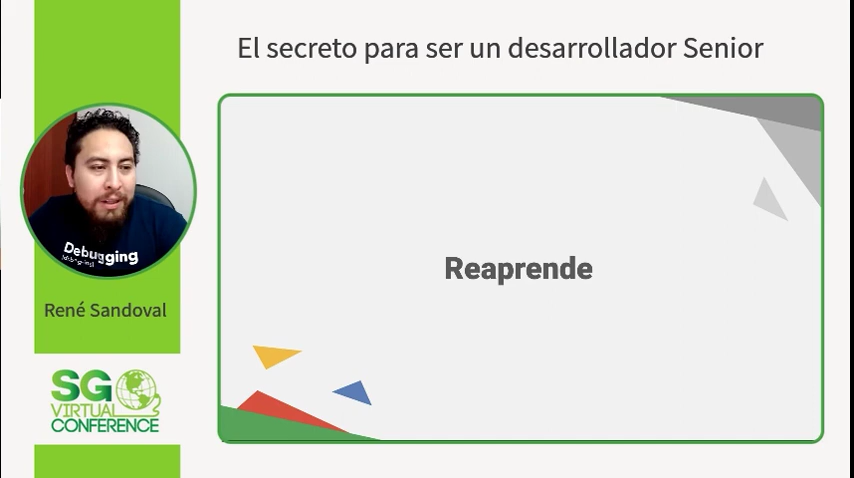 El secreto para ser un desarrollador Senior
Debugging
René Sandoval
SG
VIRTUAL
CONFERENCE
Reaprende